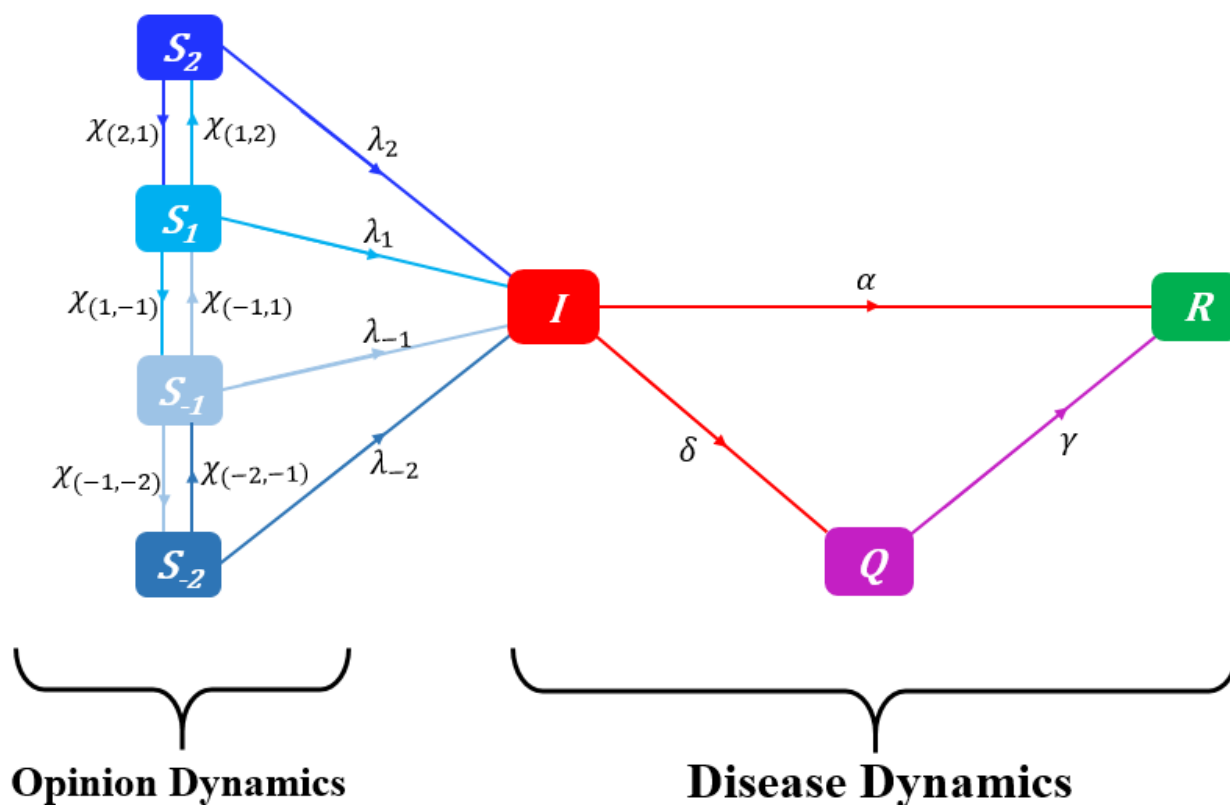 S₂
χ₍₂,₁₎
χ₍₁,₂₎
λ₂
S₁
λ₁
χ₍₁,₋₁₎
χ₍₋₁,₁₎
I
α
R
λ₋₁
S₋₁
χ₍₋₁,₋₂₎
χ₍₋₂,₋₁₎
λ₋₂
δ
γ
S₋₂
Q
Opinion Dynamics
Disease Dynamics